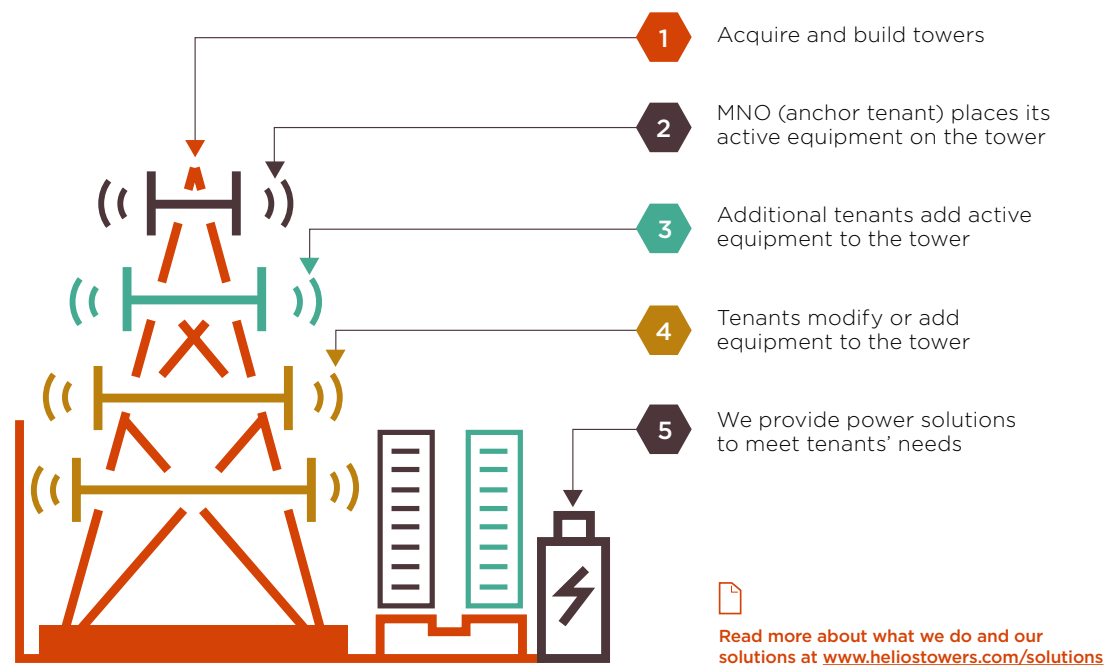 1
Acquire and build towers
2
MNO (anchor tenant) places its
active equipment on the tower
3
Additional tenants add active
equipment to the tower
4
Tenants modify or add
equipment to the tower
5
We provide power solutions
to meet tenants’ needs
Read more about what we do and our
solutions at www.heliostowers.com/solutions